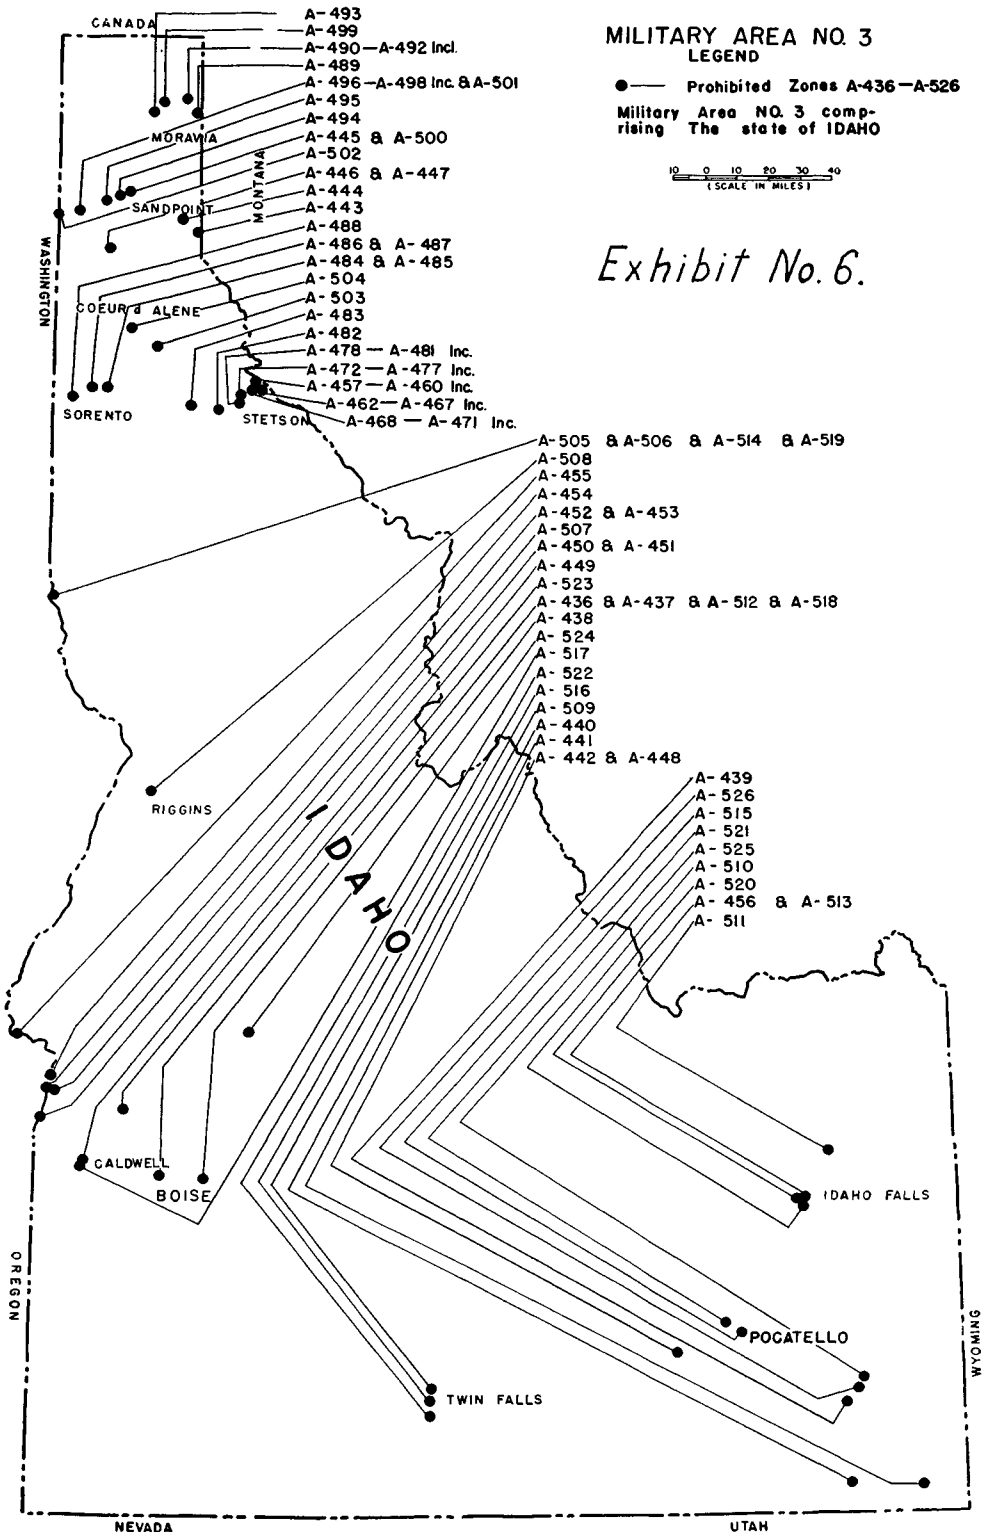 MILITARY AREA NO. 3
LEGEND
Prohibited Zones A-436—A-526
Military Area NO. 3 comp-
rising The state of IDAHO
10 0 10 20 30 40
(SCALE IN MILES)
Exhibit No. 6.
CANADA
A-493
A-499
A-490—A-492 Incl.
A-489
A-496—A-498 Inc. & A-501
A-495
A-494
A-445 & A-500
A-502
A-446 & A-447
A-444
A-443
A-488
A-486 & A-487
A-484 & A-485
A-504
A-503
A-483
A-482
A-478—A-481 Inc.
A-472—A-477 Inc.
A-457—A-460 Inc.
A-462—A-467 Inc.
A-468—A-471 Inc.
MORAVIA
MONTANA
SANDPOINT
WASHINGTON
COEUR d ALENE
SORENTO
STETSON
A-505 & A-506 & A-514 & A-519
A-508
A-455
A-454
A-452 & A-453
A-507
A-450 & A-451
A-449
A-523
A-436 & A-437 & A-512 & A-518
A-438
A-524
A-517
A-522
A-516
A-509
A-440
A-441
A-442 & A-448
A-439
A-526
A-515
A-521
A-525
A-510
A-520
A-456 & A-513
A-511
RIGGINS
IDAHO
CALDWELL
BOISE
IDAHO FALLS
OREGON
POCATELLO
WYOMING
TWIN FALLS
NEVADA
UTAH